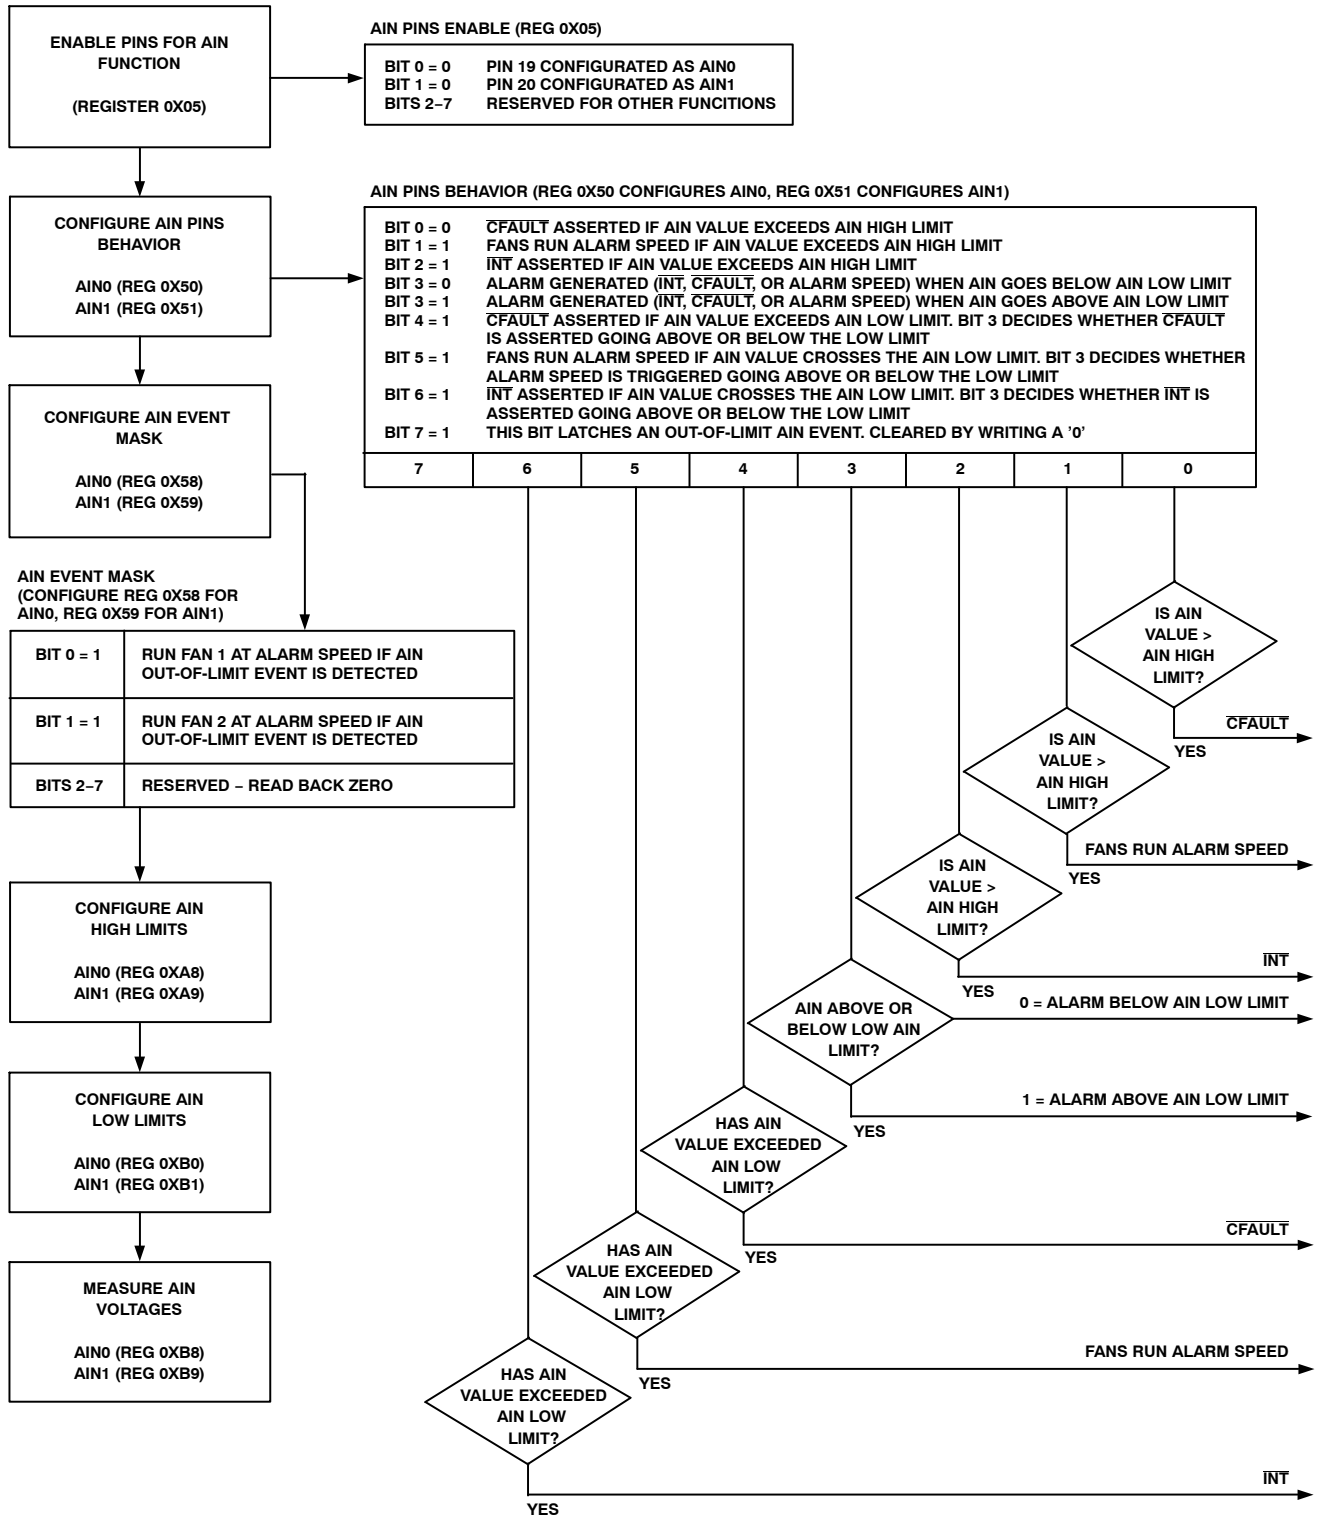 ENABLE PINS FOR AIN
FUNCTION
(REGISTER 0X05)
AIN PINS ENABLE (REG 0X05)
BIT 0 = 0 PIN 19 CONFIGURATED AS AIN0
BIT 1 = 0 PIN 20 CONFIGURATED AS AIN1
BITS 2–7 RESERVED FOR OTHER FUNCITIONS
CONFIGURE AIN PINS
BEHAVIOR
AIN0 (REG 0X50)
AIN1 (REG 0X51)
AIN PINS BEHAVIOR (REG 0X50 CONFIGURES AIN0, REG 0X51 CONFIGURES AIN1)
BIT 0 = 0 CFAULT ASSERTED IF AIN VALUE EXCEEDS AIN HIGH LIMIT
BIT 1 = 1 FANS RUN ALARM SPEED IF AIN VALUE EXCEEDS AIN HIGH LIMIT
BIT 2 = 1 INT ASSERTED IF AIN VALUE EXCEEDS AIN HIGH LIMIT
BIT 3 = 0 ALARM GENERATED (INT, CFAULT, OR ALARM SPEED) WHEN AIN GOES BELOW AIN LOW LIMIT
BIT 3 = 1 ALARM GENERATED (INT, CFAULT, OR ALARM SPEED) WHEN AIN GOES ABOVE AIN LOW LIMIT
BIT 4 = 1 CFAULT ASSERTED IF AIN VALUE EXCEEDS AIN LOW LIMIT. BIT 3 DECIDES WHETHER CFAULT
IS ASSERTED GOING ABOVE OR BELOW THE LOW LIMIT
BIT 5 = 1 FANS RUN ALARM SPEED IF AIN VALUE CROSSES THE AIN LOW LIMIT. BIT 3 DECIDES WHETHER
ALARM SPEED IS TRIGGERED GOING ABOVE OR BELOW THE LOW LIMIT
BIT 6 = 1 INT ASSERTED IF AIN VALUE CROSSES THE AIN LOW LIMIT. BIT 3 DECIDES WHETHER INT IS
ASSERTED GOING ABOVE OR BELOW THE LOW LIMIT
BIT 7 = 1 THIS BIT LATCHES AN OUT-OF-LIMIT AIN EVENT. CLEARED BY WRITING A ’0’
7 6 5 4 3 2 1 0
CONFIGURE AIN EVENT
MASK
AIN0 (REG 0X58)
AIN1 (REG 0X59)
AIN EVENT MASK
(CONFIGURE REG 0X58 FOR
AIN0, REG 0X59 FOR AIN1)
BIT 0 = 1 RUN FAN 1 AT ALARM SPEED IF AIN
OUT-OF-LIMIT EVENT IS DETECTED
BIT 1 = 1 RUN FAN 2 AT ALARM SPEED IF AIN
OUT-OF-LIMIT EVENT IS DETECTED
BITS 2–7 RESERVED – READ BACK ZERO
CONFIGURE AIN
HIGH LIMITS
AIN0 (REG 0XA8)
AIN1 (REG 0XA9)
CONFIGURE AIN
LOW LIMITS
AIN0 (REG 0XB0)
AIN1 (REG 0XB1)
MEASURE AIN
VOLTAGES
AIN0 (REG 0XB8)
AIN1 (REG 0XB9)
IS AIN
VALUE >
AIN HIGH
LIMIT?
CFAULT
YES
IS AIN
VALUE >
AIN HIGH
LIMIT?
FANS RUN ALARM SPEED
YES
IS AIN
VALUE >
AIN HIGH
LIMIT?
INT
YES
AIN ABOVE OR
BELOW LOW AIN
LIMIT?
0 = ALARM BELOW AIN LOW LIMIT
1 = ALARM ABOVE AIN LOW LIMIT
YES
HAS AIN
VALUE EXCEEDED
AIN LOW
LIMIT?
CFAULT
YES
HAS AIN
VALUE EXCEEDED
AIN LOW
LIMIT?
FANS RUN ALARM SPEED
YES
HAS AIN
VALUE EXCEEDED
AIN LOW
LIMIT?
INT
YES